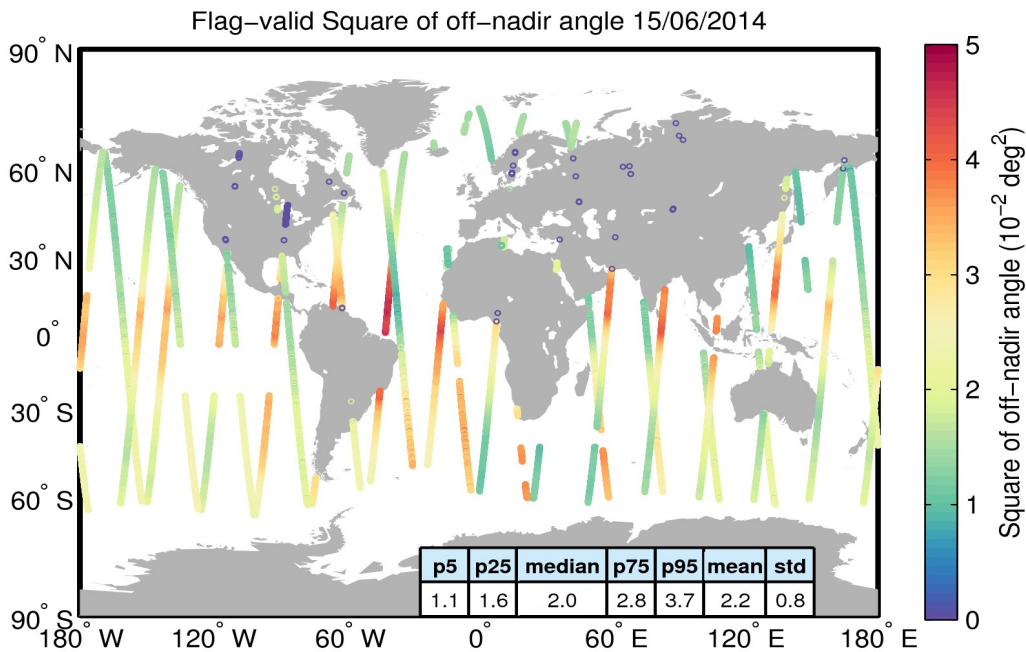 Flag−valid Square of off−nadir angle 15/06/2014
90° N
60° N
30° N
0°
30° S
60° S
90° S
180° W
120° W
60° W
0°
60° E
120° E
180° E
p5 p25 median p75 p95 mean std
1.1 1.6 2.0 2.8 3.7 2.2 0.8
5
4
3
2
1
0
Square of off−nadir angle (10⁻² deg²)